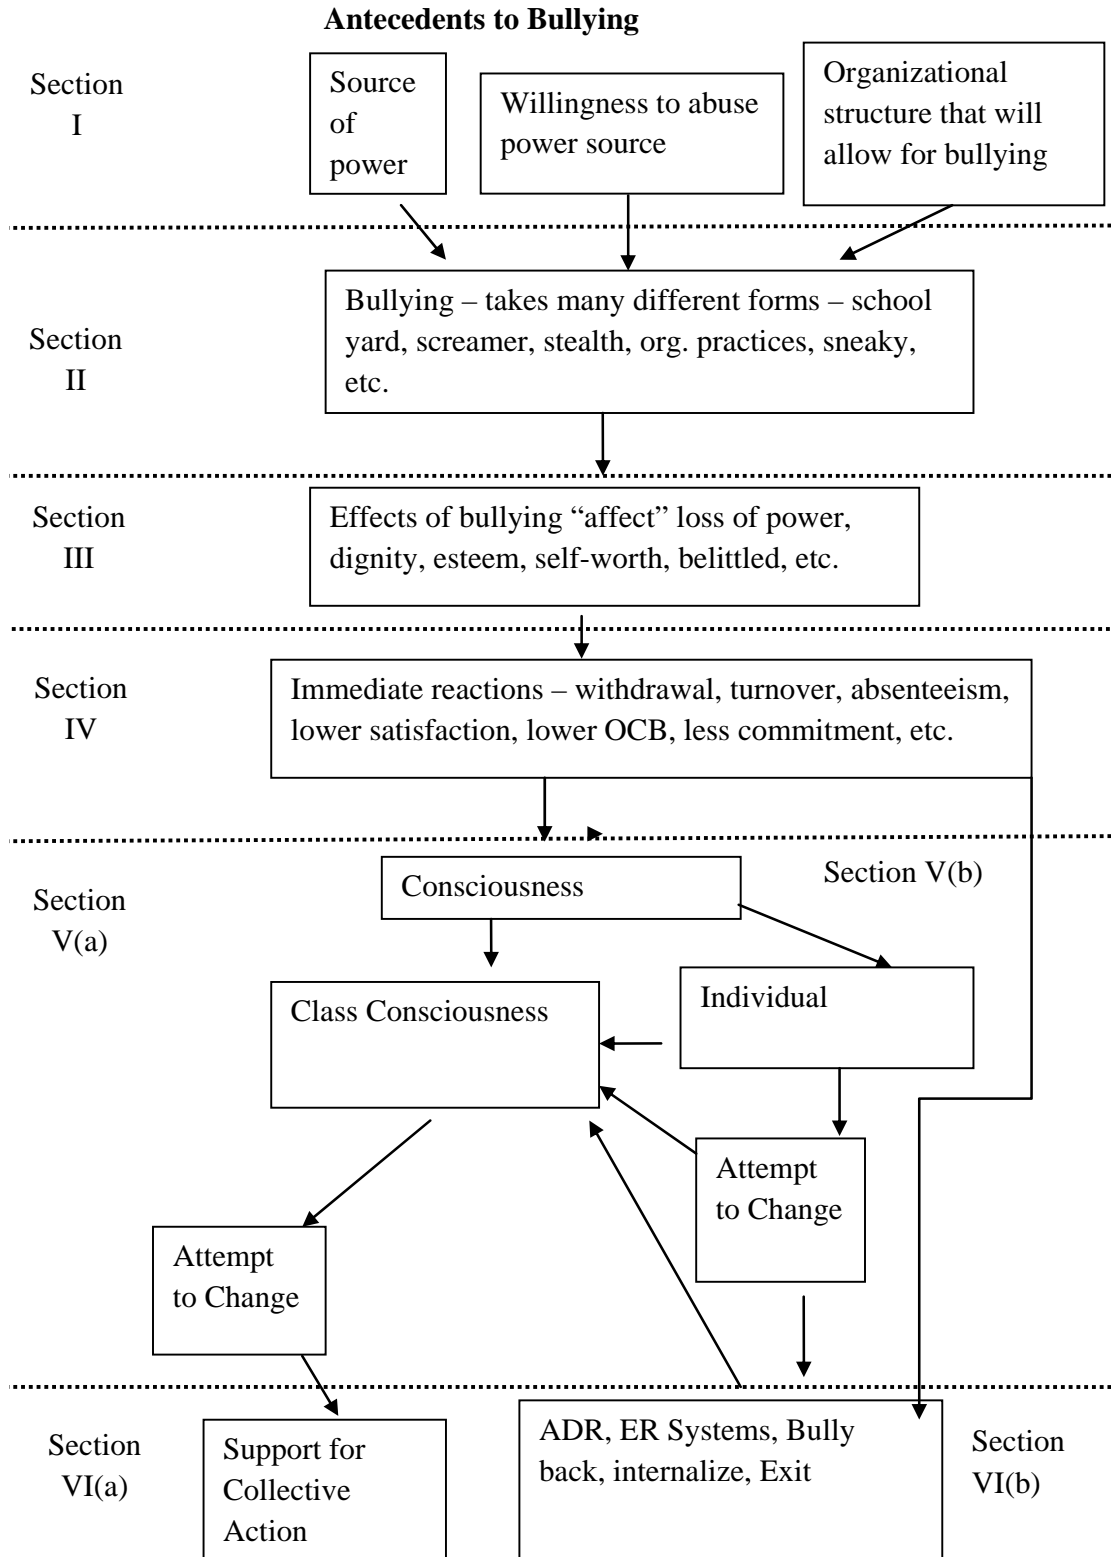 Antecedents to Bullying
Section
I
Source
of
power
Willingness to abuse
power source
Organizational
structure that will
allow for bullying
Section
II
Bullying – takes many different forms – school
yard, screamer, stealth, org. practices, sneaky,
etc.
Section
III
Effects of bullying “affect” loss of power,
dignity, esteem, self-worth, belittled, etc.
Section
IV
Immediate reactions – withdrawal, turnover, absenteeism,
lower satisfaction, lower OCB, less commitment, etc.
Section
V(a)
Consciousness
Section V(b)
Class Consciousness
Individual
Attempt
to Change
Attempt
to Change
Section
VI(a)
Support for
Collective
Action
ADR, ER Systems, Bully
back, internalize, Exit
Section
VI(b)